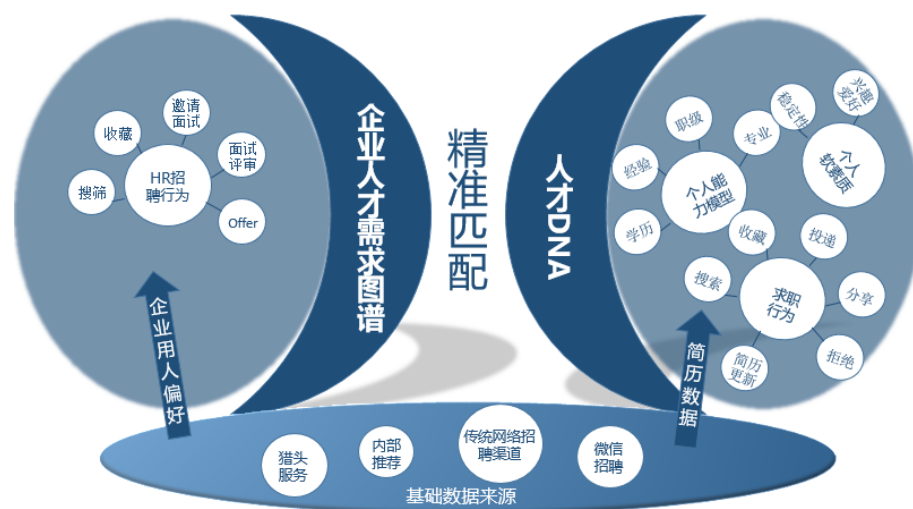 邀请
面试
收藏
面试
评审
搜筛
HR招
聘行为
Offer
企业人才需求图谱
精准匹配
人才DNA
兴趣
爱好
稳定性
职级
专业
个人
软素质
经验
个人能
力模型
学历
收藏
投递
搜索
求职
行为
分享
简历
更新
拒绝
企业用人偏好
简历数据
猎头
服务
内部
推荐
传统网络招
聘渠道
微信
招聘
基础数据来源